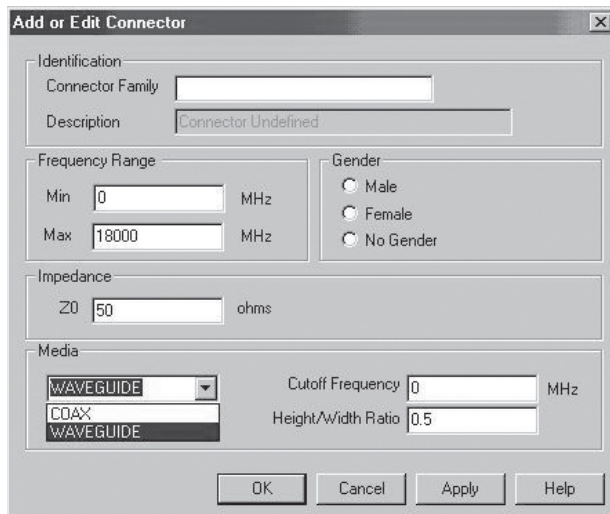 Add or Edit Connector
Identification
Connector Family
Description Connector Undefined
Frequency Range
Min 0 MHz
Max 18000 MHz
Gender
Male
Female
No Gender
Impedance
Z0 50 ohms
Media
WAVEGUIDE
COAX
WAVEGUIDE
Cutoff Frequency 0 MHz
Height/Width Ratio 0.5
OK Cancel Apply Help